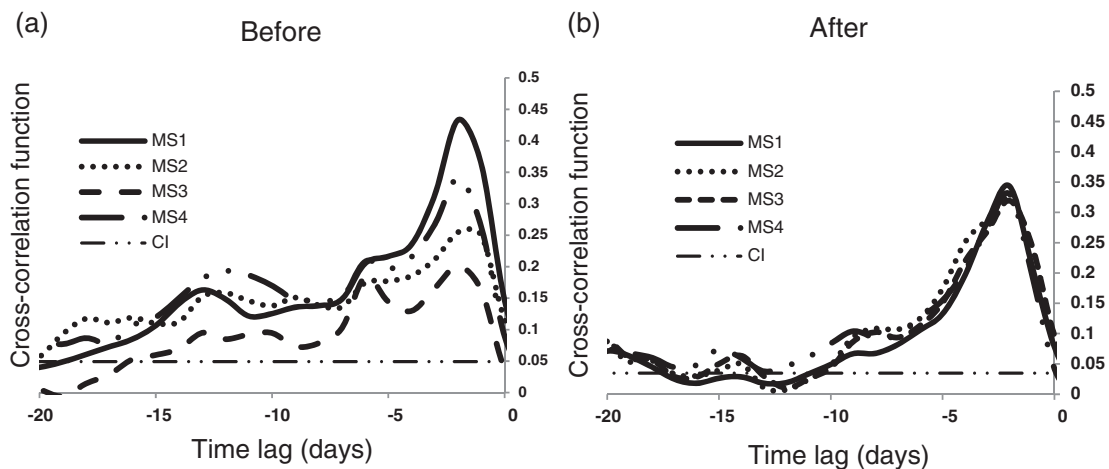 (a)
Before
Cross-correlation function
0.5
0.45
0.4
0.35
0.3
0.25
0.2
0.15
0.1
0.05
0
MS1
MS2
MS3
MS4
CI
-20
-15
-10
-5
0
Time lag (days)
(b)
After
Cross-correlation function
0.5
0.45
0.4
0.35
0.3
0.25
0.2
0.15
0.1
0.05
0
MS1
MS2
MS3
MS4
CI
-20
-15
-10
-5
0
Time lag (days)